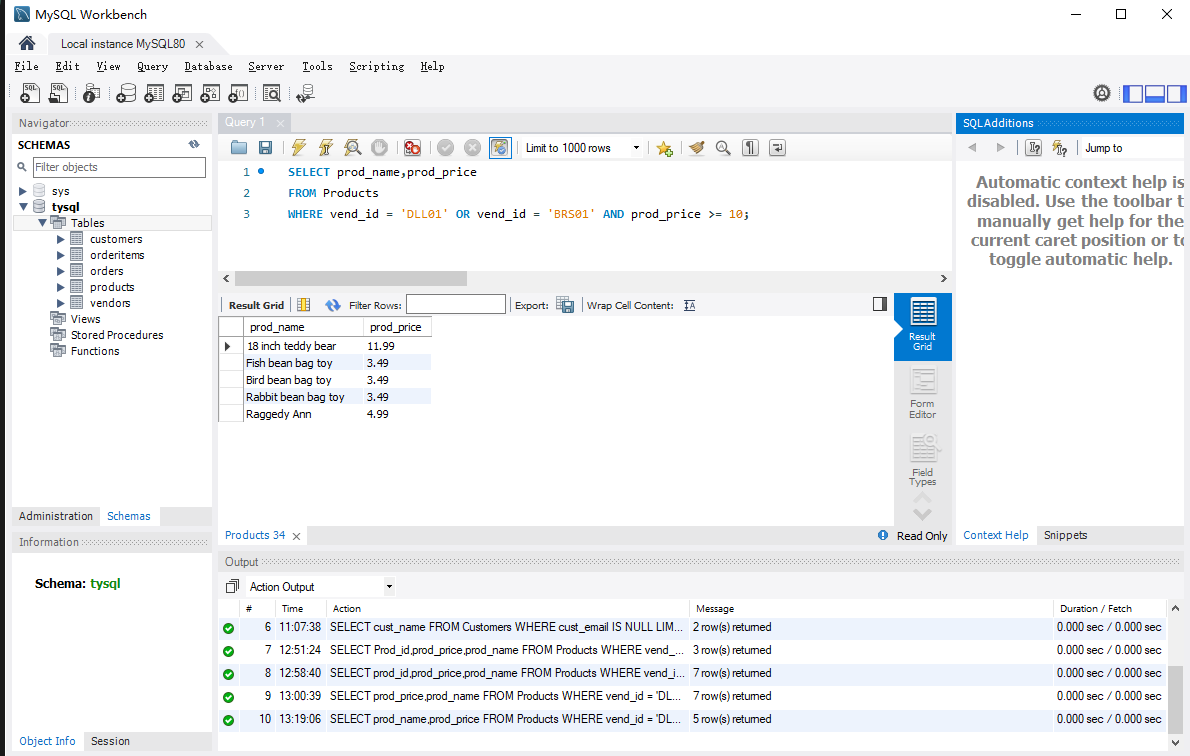 MySQL Workbench
Local instance MySQL80
File Edit View Query Database Server Tools Scripting Help
Navigator
SCHEMAS
Filter objects
sys
tysql
Tables
customers
orderitems
orders
products
vendors
Views
Stored Procedures
Functions
Administration Schemas
Information
Schema: tysql
Object Info Session
Query 1
Limit to 1000 rows
1 SELECT prod_name,prod_price
2 FROM Products
3 WHERE vend_id = 'DLL01' OR vend_id = 'BRS01' AND prod_price >= 10;
Result Grid Filter Rows: Export: Wrap Cell Content:
prod_name prod_price
18 inch teddy bear 11.99
Fish bean bag toy 3.49
Bird bean bag toy 3.49
Rabbit bean bag toy 3.49
Raggedy Ann 4.99
Result
Grid
Form
Editor
Field
Types
Products 34 Read Only
SQLAdditions
Jump to
Automatic context help is
disabled. Use the toolbar t
manually get help for the
current caret position or to
toggle automatic help.
Context Help Snippets
Output
Action Output
# Time Action Message Duration / Fetch
6 11:07:38 SELECT cust_name FROM Customers WHERE cust_email IS NULL LIM... 2 row(s) returned 0.000 sec / 0.000 sec
7 12:51:24 SELECT Prod_id,prod_price,prod_name FROM Products WHERE vend_... 3 row(s) returned 0.000 sec / 0.000 sec
8 12:58:40 SELECT prod_id,prod_price,prod_name FROM Products WHERE vend_i... 7 row(s) returned 0.000 sec / 0.000 sec
9 13:00:39 SELECT prod_price,prod_name FROM Products WHERE vend_id = 'DL... 7 row(s) returned 0.000 sec / 0.000 sec
10 13:19:06 SELECT prod_name,prod_price FROM Products WHERE vend_id = 'DL... 5 row(s) returned 0.000 sec / 0.000 sec